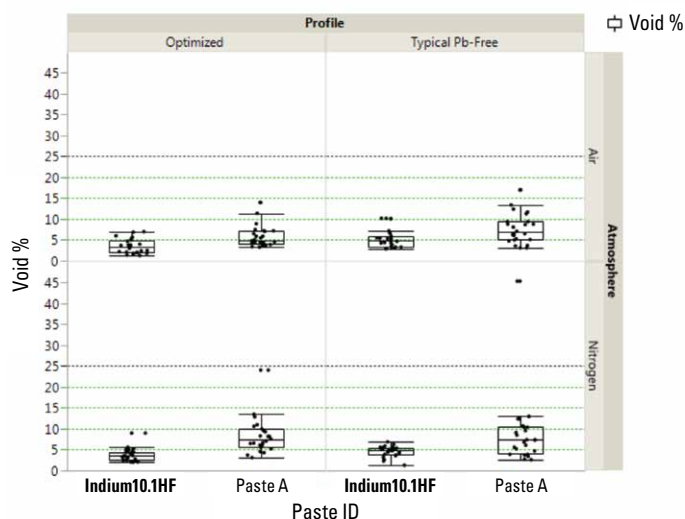 Profile
Void %
Optimized
Typical Pb-Free
45
40
35
30
25
20
15
10
5
0
Air
45
40
35
30
25
20
15
10
5
0
Nitrogen
Atmosphere
Void %
Indium10.1HF
Paste A
Indium10.1HF
Paste A
Paste ID